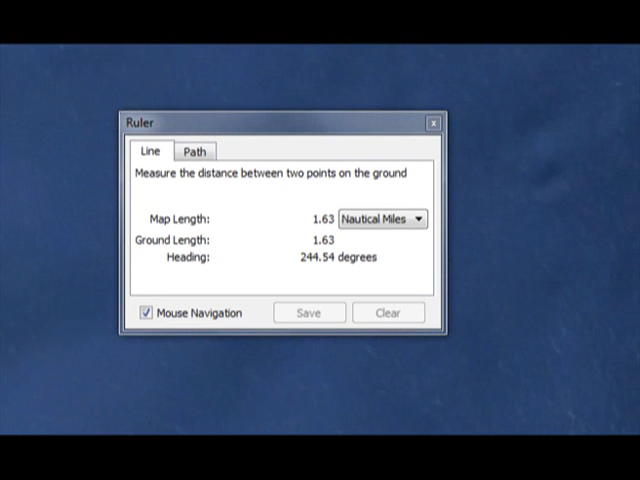 Ruler
Line Path
Measure the distance between two points on the ground
Map Length: 1.63 Nautical Miles
Ground Length: 1.63
Heading: 244.54 degrees
Mouse Navigation Save Clear